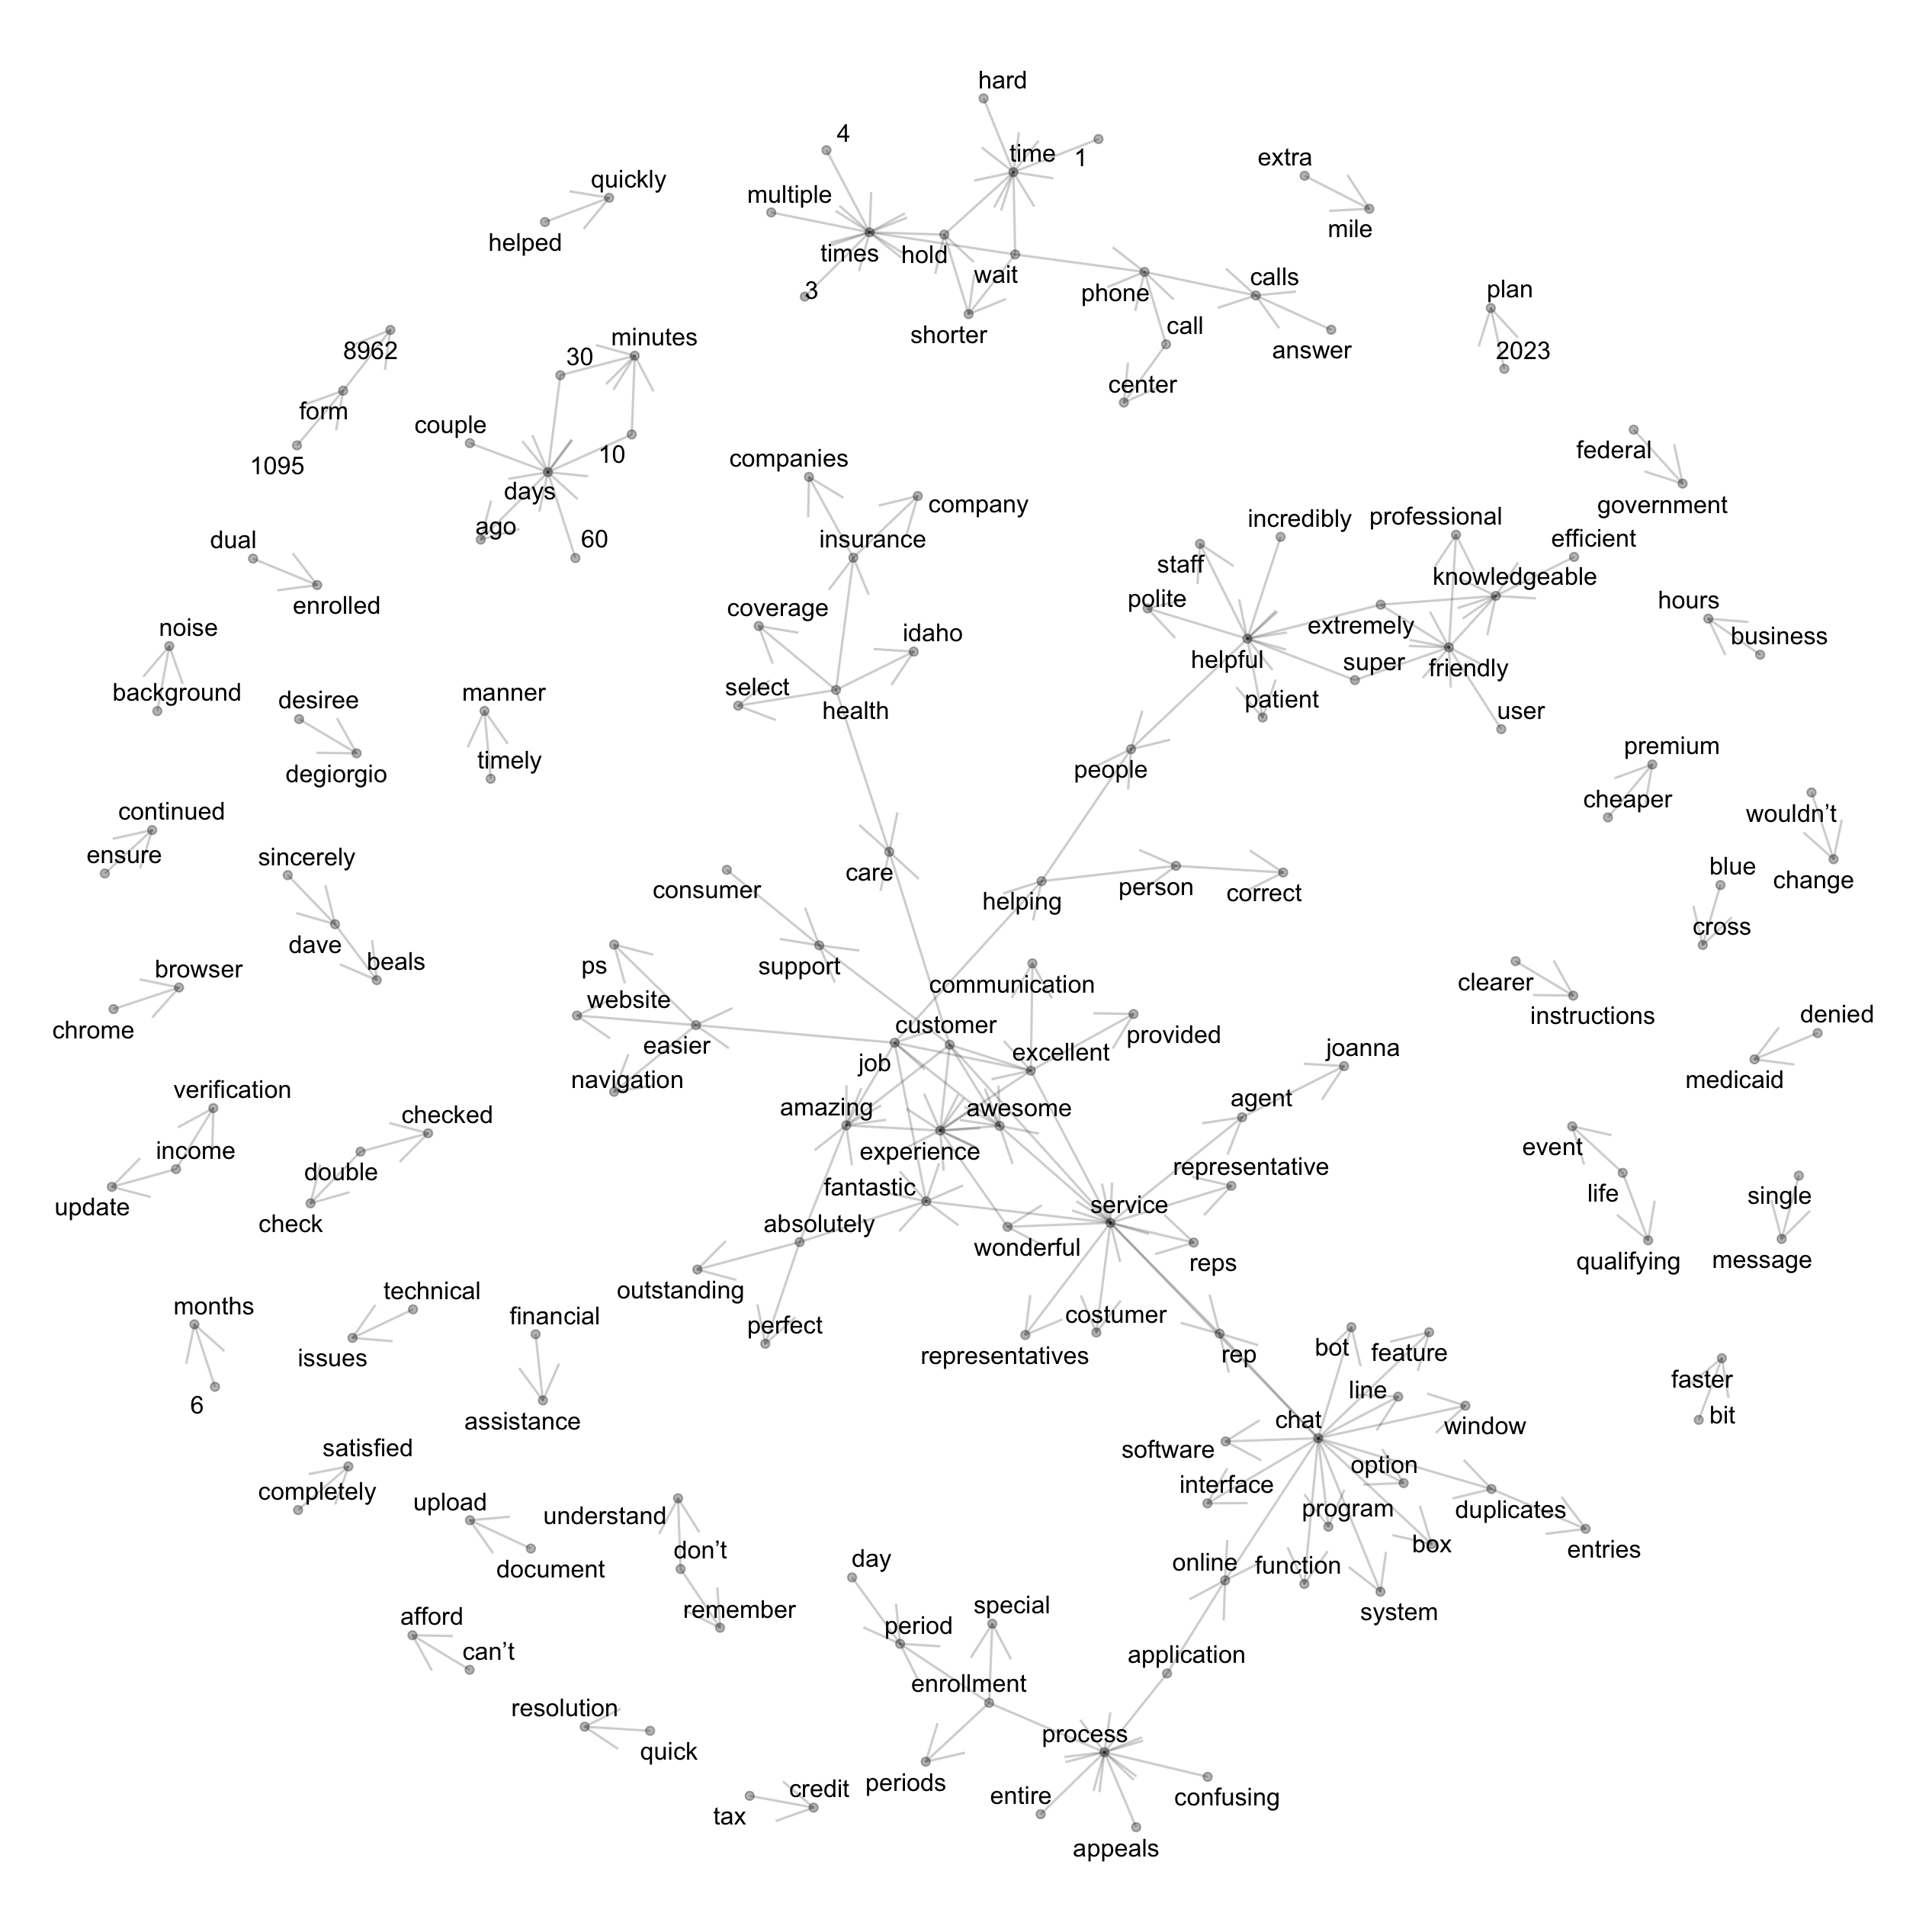 hard
4
time
1
extra
quickly
multiple
mile
helped
times
hold
wait
phone
calls
plan
3
shorter
call
answer
2023
8962
30
minutes
center
form
couple
10
federal
1095
companies
days
company
government
ago
60
insurance
incredibly
professional
efficient
dual
staff
knowledgeable
enrolled
coverage
polite
hours
noise
idaho
extremely
business
helpful
super
friendly
background
desiree
manner
select
health
patient
user
degiorgio
timely
people
premium
continued
cheaper
wouldn't
ensure
sincerely
care
blue
change
consumer
helping
person
correct
cross
dave
beals
support
browser
ps
communication
clearer
chrome
website
customer
provided
instructions
denied
easier
job
excellent
joanna
verification
navigation
medicaid
checked
amazing
awesome
agent
income
experience
event
double
representative
update
check
fantastic
service
life
single
absolutely
wonderful
reps
qualifying
message
months
technical
outstanding
issues
financial
perfect
costumer
representatives
rep
bot
feature
6
assistance
line
faster
bit
chat
window
satisfied
software
completely
option
interface
upload
understand
program
duplicates
document
don't
day
online
function
box
entries
afford
remember
special
system
can't
period
application
resolution
enrollment
quick
process
tax
credit
periods
entire
confusing
appeals